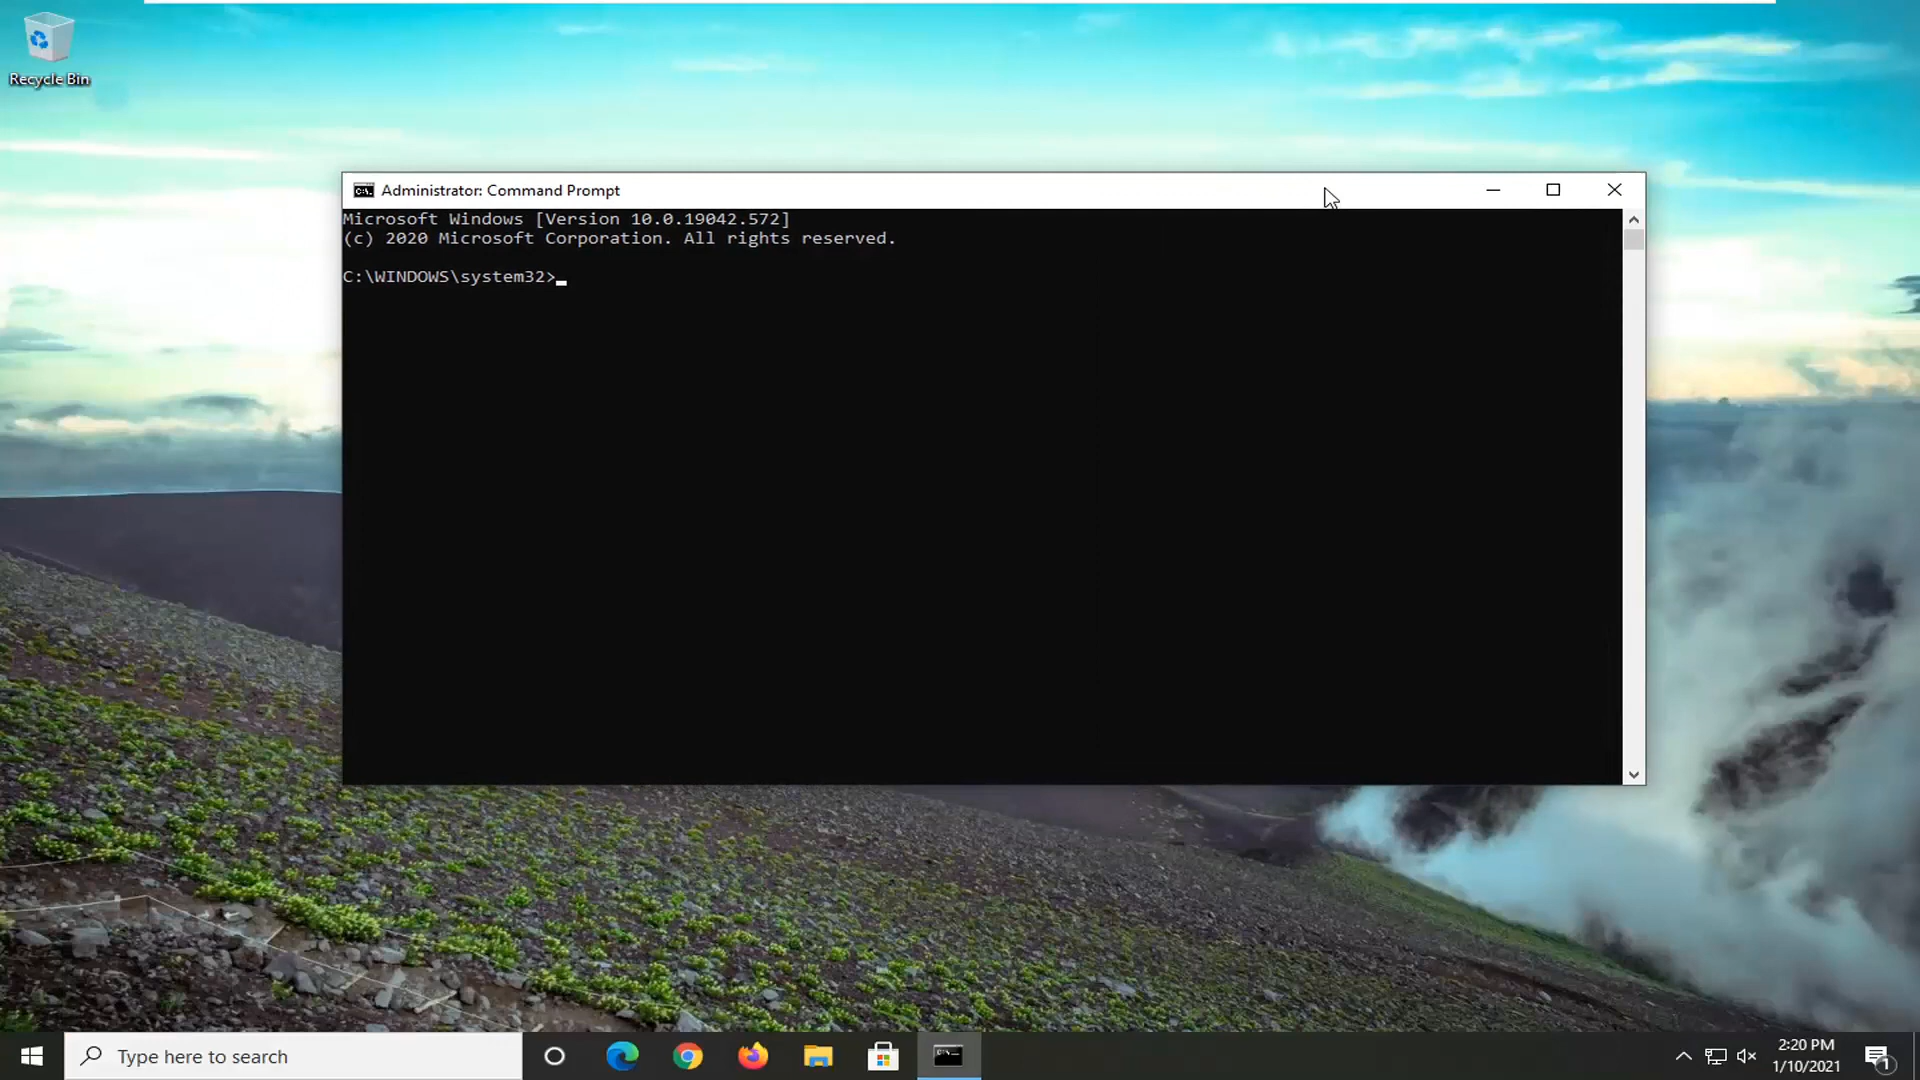 Recycle Bin
Administrator: Command Prompt
Microsoft Windows [Version 10.0.19042.572]
(c) 2020 Microsoft Corporation. All rights reserved.
C:\WINDOWS\system32>
Type here to search
2:20 PM
1/10/2021
1